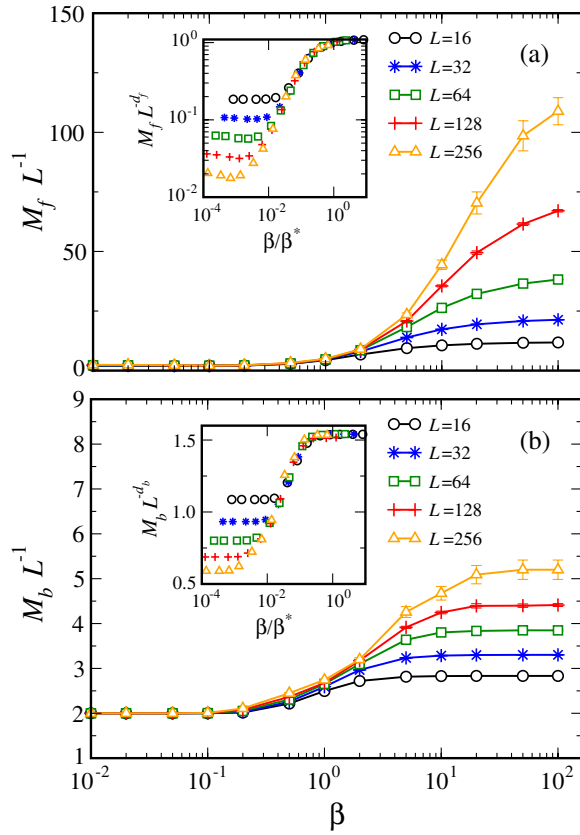 (a)
L=16
L=32
L=64
L=128
L=256
M_f L^-1
150
100
50
0
M_f L^-d_f
10^0
10^-1
10^-2
10^-4 10^-2 10^0
β/β^*
(b)
L=16
L=32
L=64
L=128
L=256
M_b L^-1
9
8
7
6
5
4
3
2
1
M_b L^-d_b
1.5
1.0
0.5
10^-4 10^-2 10^0
β/β^*
10^-2 10^-1 10^0 10^1 10^2
β